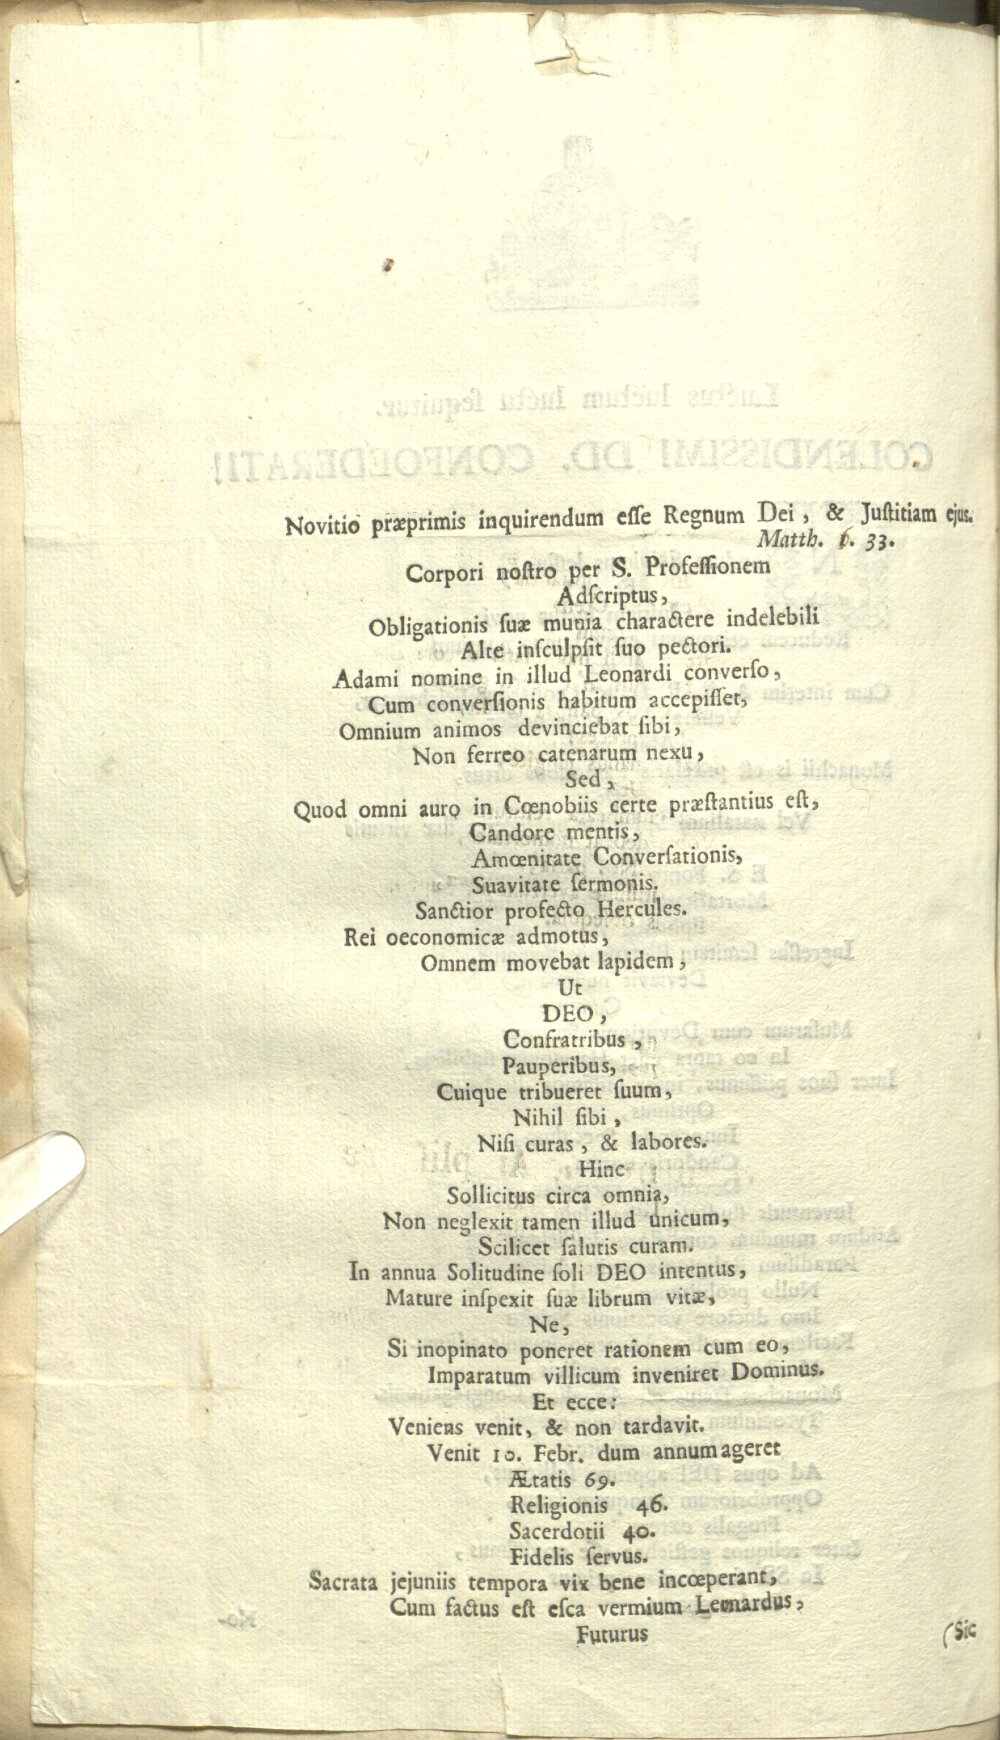 Novitio præprimis inquirendum esse Regnum Dei, & Justitiam ejus.
Matth. 6. 33.
Corpori nostro per S. Professionem
Adscriptus,
Obligationis suæ munia charactere indelebili
Alte insculpsit suo pectori.
Adami nomine in illud Leonardi converso,
Cum conversionis habitum accepisset,
Omnium animos devinciebat sibi,
Non ferreo catenarum nexu,
Sed,
Quod omni auro in Cœnobiis certe præstantius est,
Candore mentis,
Amœnitate Conversationis,
Suavitate sermonis.
Sanctior profecto Hercules.
Rei oeconomicæ admotus,
Omnem movebat lapidem,
Ut
DEO,
Confratribus,
Pauperibus,
Cuique tribueret suum,
Nihil sibi,
Nisi curas, & labores.
Hinc
Sollicitus circa omnia,
Non neglexit tamen illud unicum,
Scilicet salutis curam.
In annua Solitudine soli DEO intentus,
Mature inspexit suæ librum vitæ,
Ne,
Si inopinato poneret rationem cum eo,
Imparatum villicum inveniret Dominus.
Et ecce:
Veniens venit, & non tardavit.
Venit 10. Febr. dum annum ageret
Ætatis 69.
Religionis 46.
Sacerdotii 40.
Fidelis servus.
Sacrata jejuniis tempora vix bene incœperant,
Cum factus est esca vermium Leonardus,
Futurus
(Sic